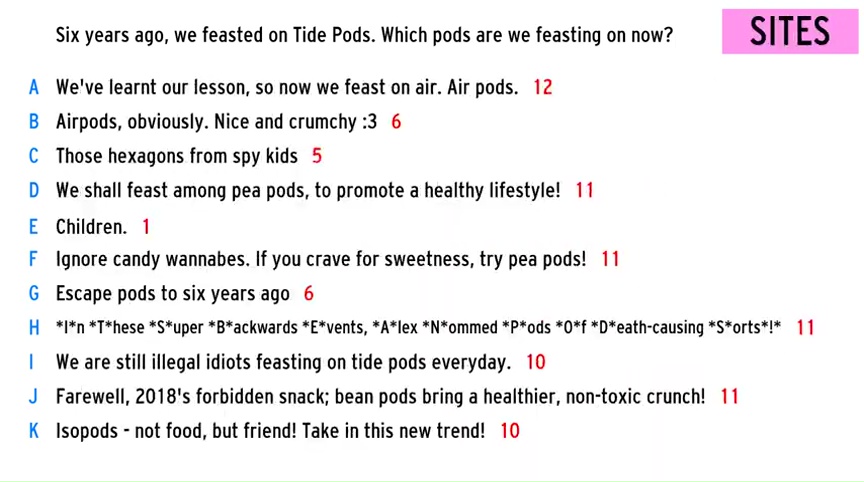 SITES
Six years ago, we feasted on Tide Pods. Which pods are we feasting on now?
A We've learnt our lesson, so now we feast on air. Air pods. 12
B Airpods, obviously. Nice and crumchy :3 6
C Those hexagons from spy kids 5
D We shall feast among pea pods, to promote a healthy lifestyle! 11
E Children. 1
F Ignore candy wannabes. If you crave for sweetness, try pea pods! 11
G Escape pods to six years ago 6
H *I*n *T*hese *S*uper *B*ackwards *E*vents, *A*lex *N*ommed *P*ods *O*f *D*eath-causing *S*orts*!* 11
I We are still illegal idiots feasting on tide pods everyday. 10
J Farewell, 2018's forbidden snack; bean pods bring a healthier, non-toxic crunch! 11
K Isopods - not food, but friend! Take in this new trend! 10